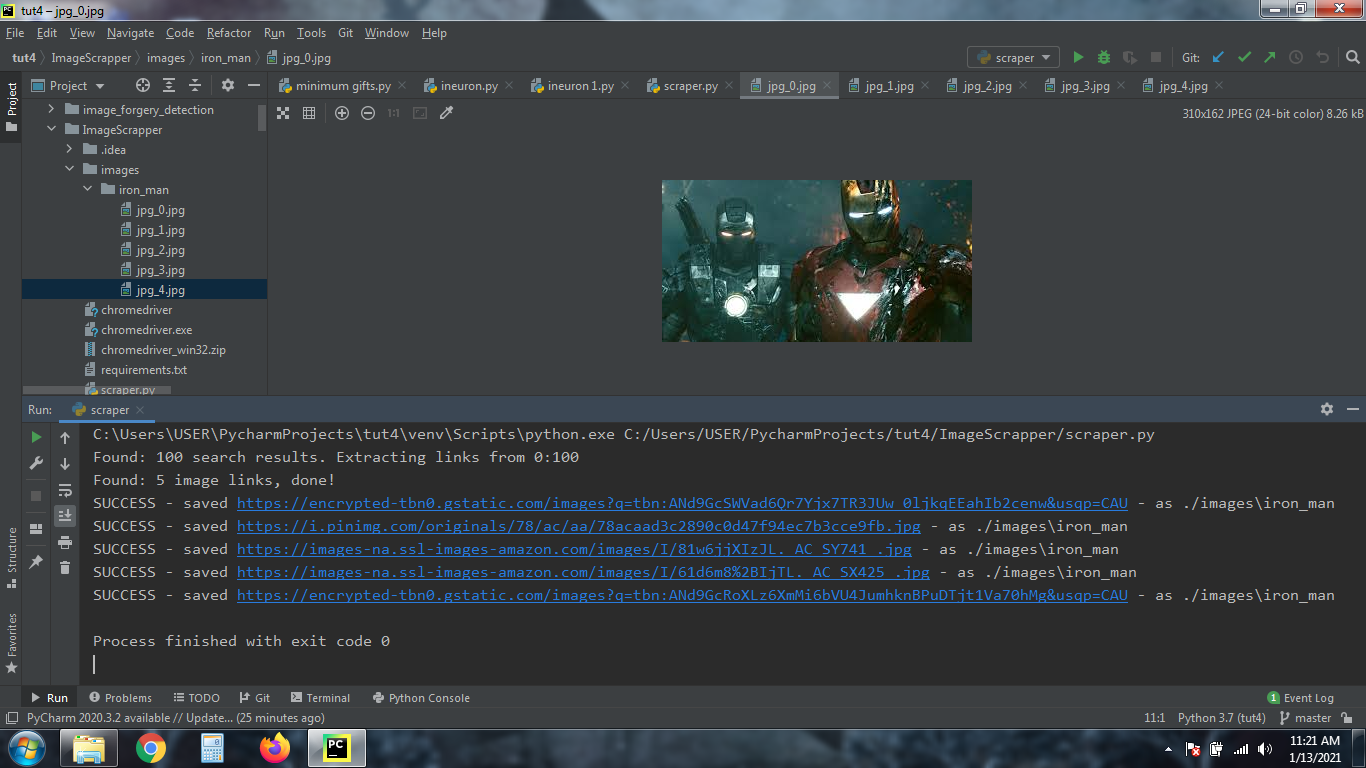 tut4 – jpg_0.jpg
File Edit View Navigate Code Refactor Run Tools Git Window Help
tut4 ImageScrapper images iron_man jpg_0.jpg scraper Git:
Project minimum gifts.py ineuron.py ineuron 1.py scraper.py jpg_0.jpg jpg_1.jpg jpg_2.jpg jpg_3.jpg jpg_4.jpg
Project
1:1 310x162 JPEG (24-bit color) 8.26 kB
image_forgery_detection
ImageScrapper
.idea
images
iron_man
jpg_0.jpg
jpg_1.jpg
jpg_2.jpg
jpg_3.jpg
jpg_4.jpg
chromedriver
chromedriver.exe
chromedriver_win32.zip
requirements.txt
scraper.py
Run: scraper
C:\Users\USER\PycharmProjects\tut4\venv\Scripts\python.exe C:/Users/USER/PycharmProjects/tut4/ImageScrapper/scraper.py
Found: 100 search results. Extracting links from 0:100
Found: 5 image links, done!
SUCCESS - saved https://encrypted-tbn0.gstatic.com/images?q=tbn:ANd9GcSWVad6Qr7Yjx7TR3JUw_0ljkqEEahIb2cenw&usqp=CAU - as ./images\iron_man
SUCCESS - saved https://i.pinimg.com/originals/78/ac/aa/78acaad3c2890c0d47f94ec7b3cce9fb.jpg - as ./images\iron_man
SUCCESS - saved https://images-na.ssl-images-amazon.com/images/I/81w6jjXIzJL._AC_SY741_.jpg - as ./images\iron_man
SUCCESS - saved https://images-na.ssl-images-amazon.com/images/I/61d6m8%2BIjTL._AC_SX425_.jpg - as ./images\iron_man
SUCCESS - saved https://encrypted-tbn0.gstatic.com/images?q=tbn:ANd9GcRoXLz6XmMi6bVU4JumhknBPuDTjt1Va70hMg&usqp=CAU - as ./images\iron_man
Process finished with exit code 0
Structure
Favorites
Run Problems TODO Git Terminal Python Console 1 Event Log
PyCharm 2020.3.2 available // Update... (25 minutes ago) 11:1 Python 3.7 (tut4) master
PC
11:21 AM
1/13/2021